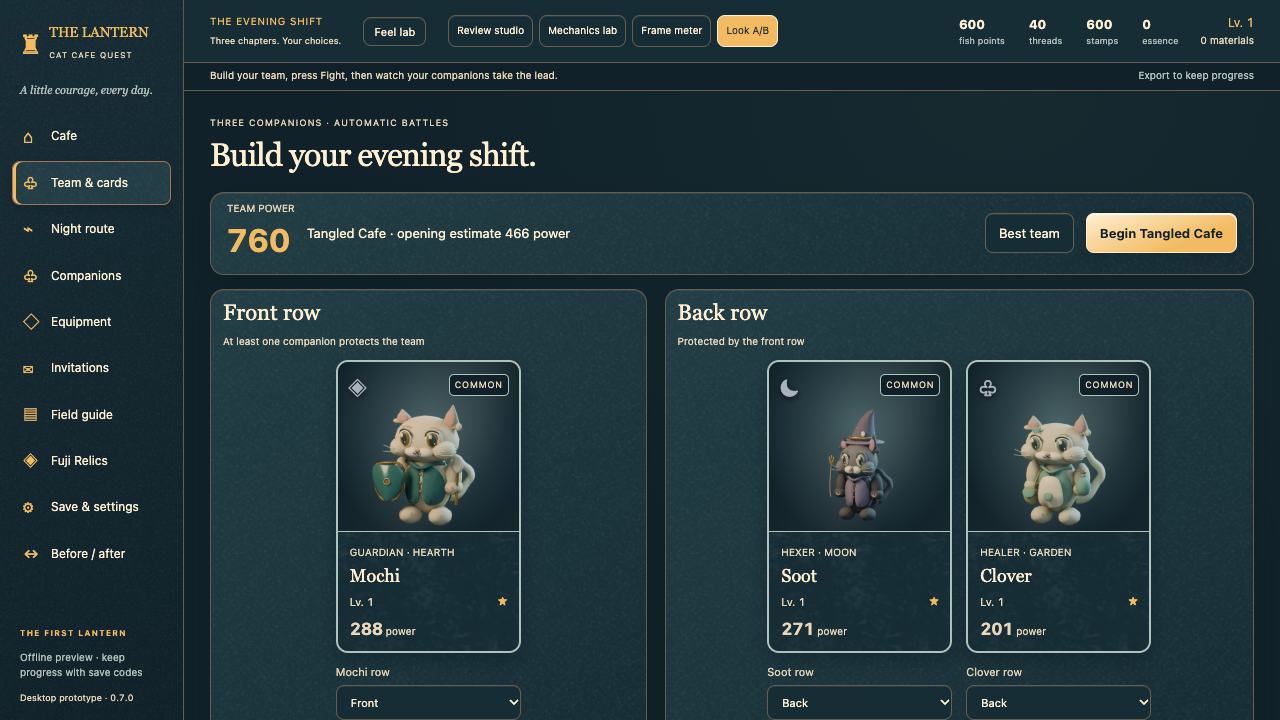 THE LANTERN
CAT CAFE QUEST
A little courage, every day.
Cafe
Team & cards
Night route
Companions
Equipment
Invitations
Field guide
Fuji Relics
Save & settings
Before / after
THE FIRST LANTERN
Offline preview · keep
progress with save codes
Desktop prototype · 0.7.0
THE EVENING SHIFT
Three chapters. Your choices.
Feel lab
Review studio
Mechanics lab
Frame meter
Look A/B
600
fish points
40
threads
600
stamps
0
essence
Lv. 1
0 materials
Build your team, press Fight, then watch your companions take the lead.
Export to keep progress
THREE COMPANIONS · AUTOMATIC BATTLES
Build your evening shift.
TEAM POWER
760
Tangled Cafe · opening estimate 466 power
Best team
Begin Tangled Cafe
Front row
At least one companion protects the team
COMMON
GUARDIAN · HEARTH
Mochi
Lv. 1
288 power
Mochi row
Front
Back row
Protected by the front row
COMMON
HEXER · MOON
Soot
Lv. 1
271 power
Soot row
Back
COMMON
HEALER · GARDEN
Clover
Lv. 1
201 power
Clover row
Back